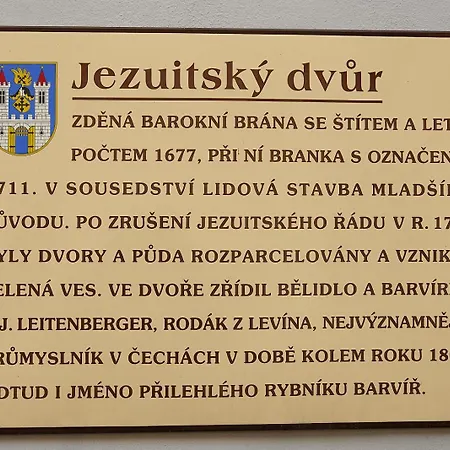 Jezuitský dvůr
ZDĚNÁ BAROKNÍ BRÁNA SE ŠTÍTEM A LET
POČTEM 1677, PŘI NÍ BRANKA S OZNAČEN
711. V SOUSEDSTVÍ LIDOVÁ STAVBA MLADŠÍ
ŮVODU. PO ZRUŠENÍ JEZUITSKÉHO ŘÁDU V R. 17
YLY DVORY A PŮDA ROZPARCELOVÁNY A VZNIK
ELENÁ VES. VE DVOŘE ZŘÍDIL BĚLIDLO A BARVÍR
J. LEITENBERGER, RODÁK Z LEVÍNA, NEJVÝZNAMNĚJ
RŮMYSLNÍK V ČECHÁCH V DOBĚ KOLEM ROKU 18
DTUD I JMÉNO PŘILEHLÉHO RYBNÍKU BARVÍŘ.